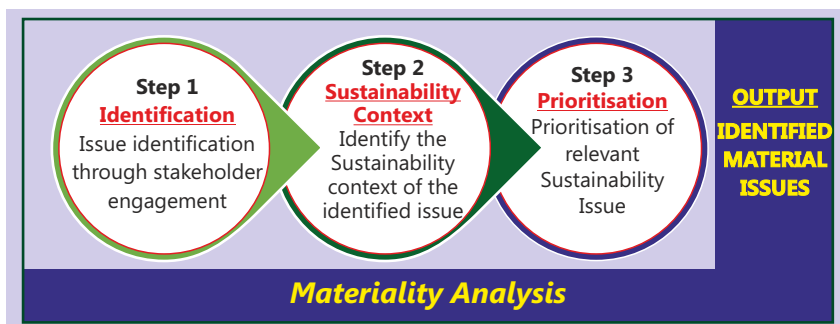 Step 1
Identification
Issue identification
through stakeholder
engagement
Step 2
Sustainability
Context
Identify the
Sustainability
context of the
identified issue
Step 3
Prioritisation
Prioritisation of
relevant
Sustainability
Issue
OUTPUT
IDENTIFIED
MATERIAL
ISSUES
Materiality Analysis